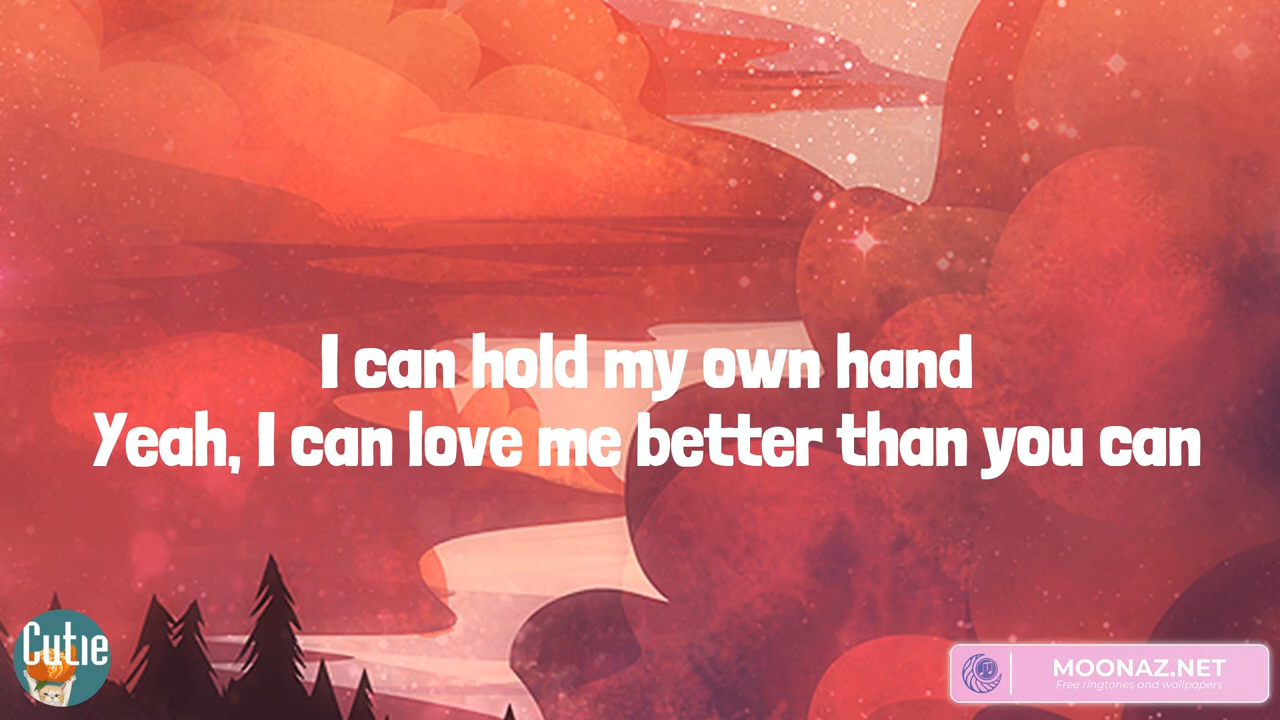 I can hold my own hand
Yeah, I can love me better than you can
Cutie
MOONAZ.NET
Free ringtones and wallpapers